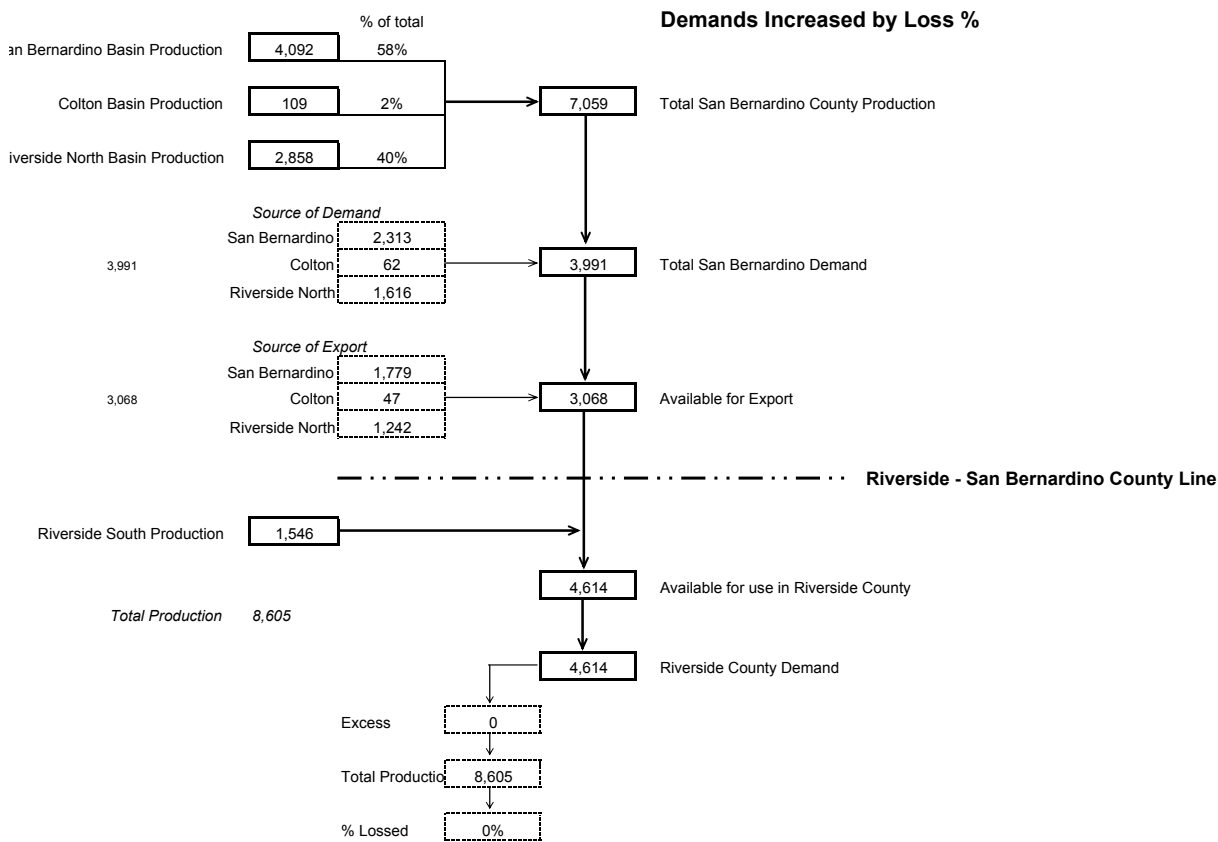 % of total
Demands Increased by Loss %
an Bernardino Basin Production 4,092 58%
Colton Basin Production 109 2% 7,059 Total San Bernardino County Production
iverside North Basin Production 2,858 40%
Source of Demand
San Bernardino 2,313
3,991 Colton 62 3,991 Total San Bernardino Demand
Riverside North 1,616
Source of Export
San Bernardino 1,779
3,068 Colton 47 3,068 Available for Export
Riverside North 1,242
Riverside - San Bernardino County Line
Riverside South Production 1,546
4,614 Available for use in Riverside County
Total Production 8,605
4,614 Riverside County Demand
Excess 0
Total Productio 8,605
% Lossed 0%